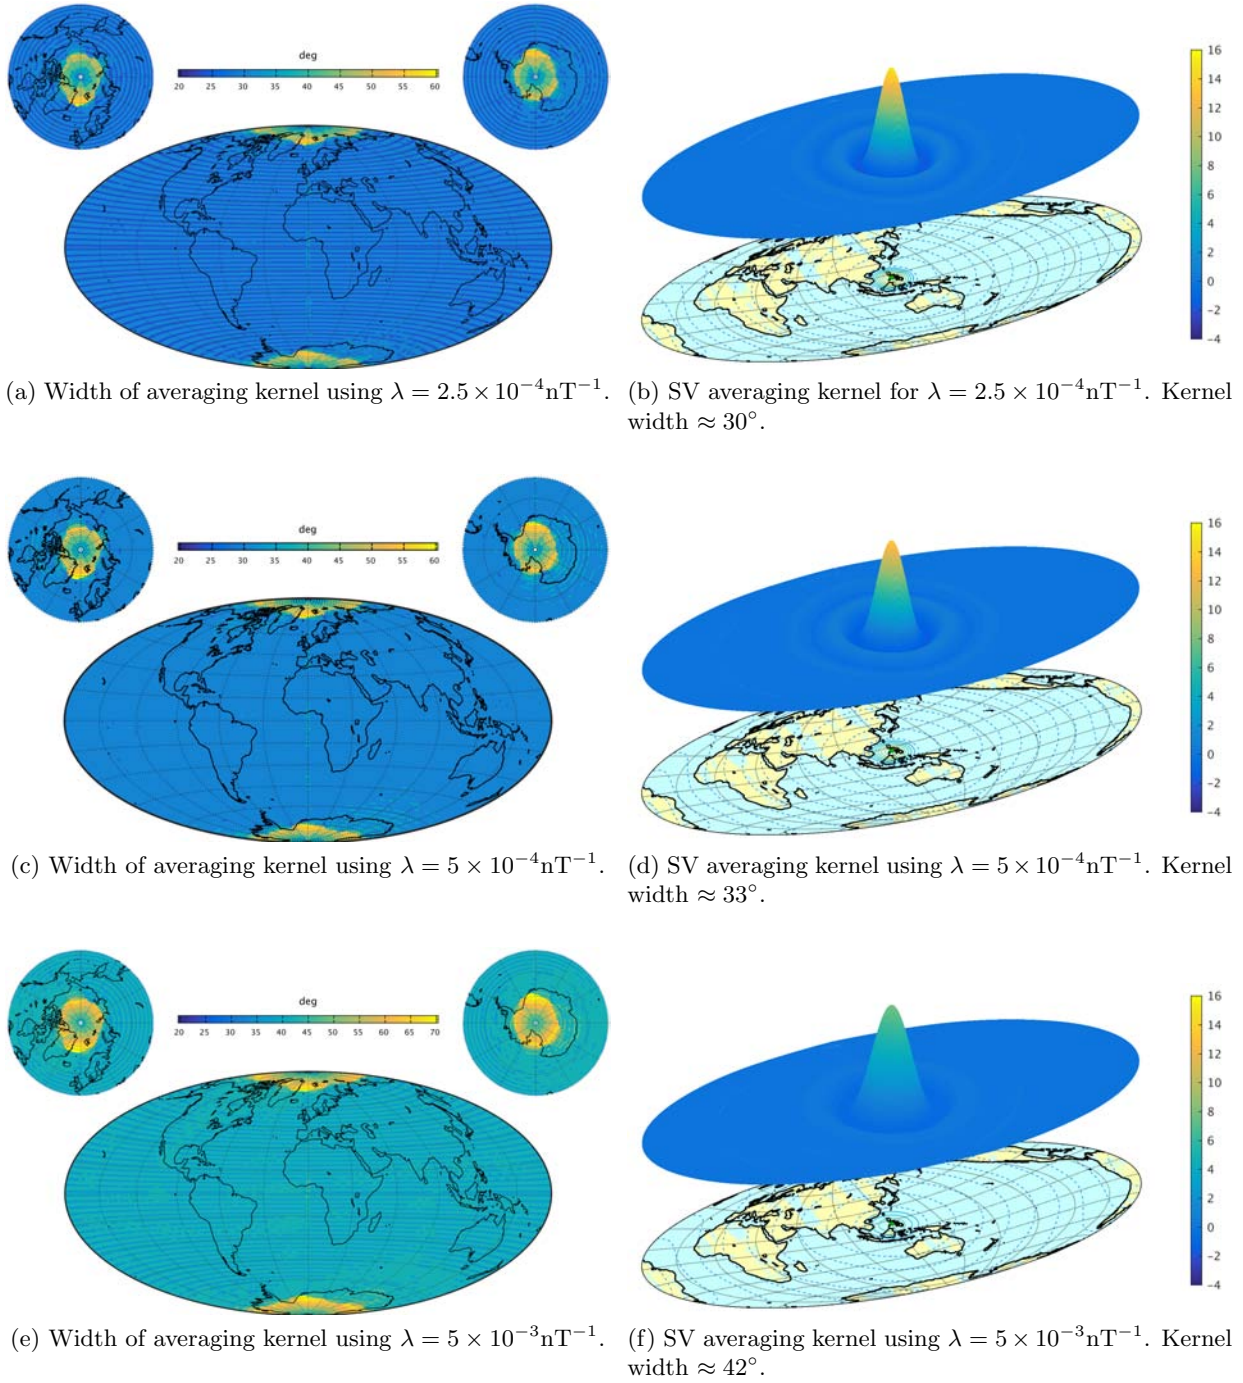 deg
20 25 30 35 40 45 50 55 60
16
14
12
10
8
6
4
2
0
−2
−4
(a) Width of averaging kernel using λ = 2.5 × 10⁻⁴nT⁻¹.
(b) SV averaging kernel for λ = 2.5 × 10⁻⁴nT⁻¹. Kernel
width ≈ 30°.
deg
20 25 30 35 40 45 50 55 60
16
14
12
10
8
6
4
2
0
−2
−4
(c) Width of averaging kernel using λ = 5 × 10⁻⁴nT⁻¹.
(d) SV averaging kernel using λ = 5 × 10⁻⁴nT⁻¹. Kernel
width ≈ 33°.
deg
20 25 30 35 40 45 50 55 60 65 70
16
14
12
10
8
6
4
2
0
−2
−4
(e) Width of averaging kernel using λ = 5 × 10⁻³nT⁻¹.
(f) SV averaging kernel using λ = 5 × 10⁻³nT⁻¹. Kernel
width ≈ 42°.